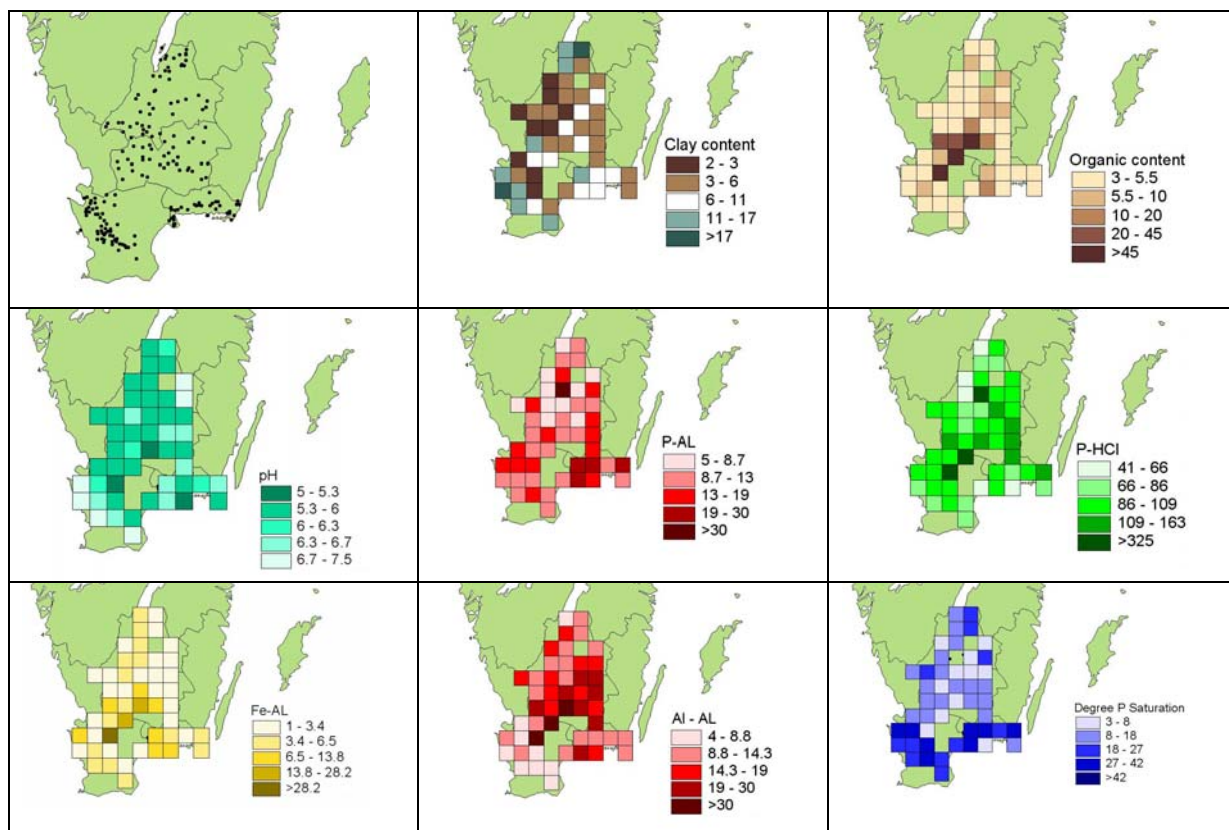 Clay content
2 - 3
3 - 6
6 - 11
11 - 17
>17
Organic content
3 - 5.5
5.5 - 10
10 - 20
20 - 45
>45
pH
5 - 5.3
5.3 - 6
6 - 6.3
6.3 - 6.7
6.7 - 7.5
P-AL
5 - 8.7
8.7 - 13
13 - 19
19 - 30
>30
P-HCl
41 - 66
66 - 86
86 - 109
109 - 163
>325
Fe-AL
1 - 3.4
3.4 - 6.5
6.5 - 13.8
13.8 - 28.2
>28.2
Al - AL
4 - 8.8
8.8 - 14.3
14.3 - 19
19 - 30
>30
Degree P Saturation
3 - 8
8 - 18
18 - 27
27 - 42
>42